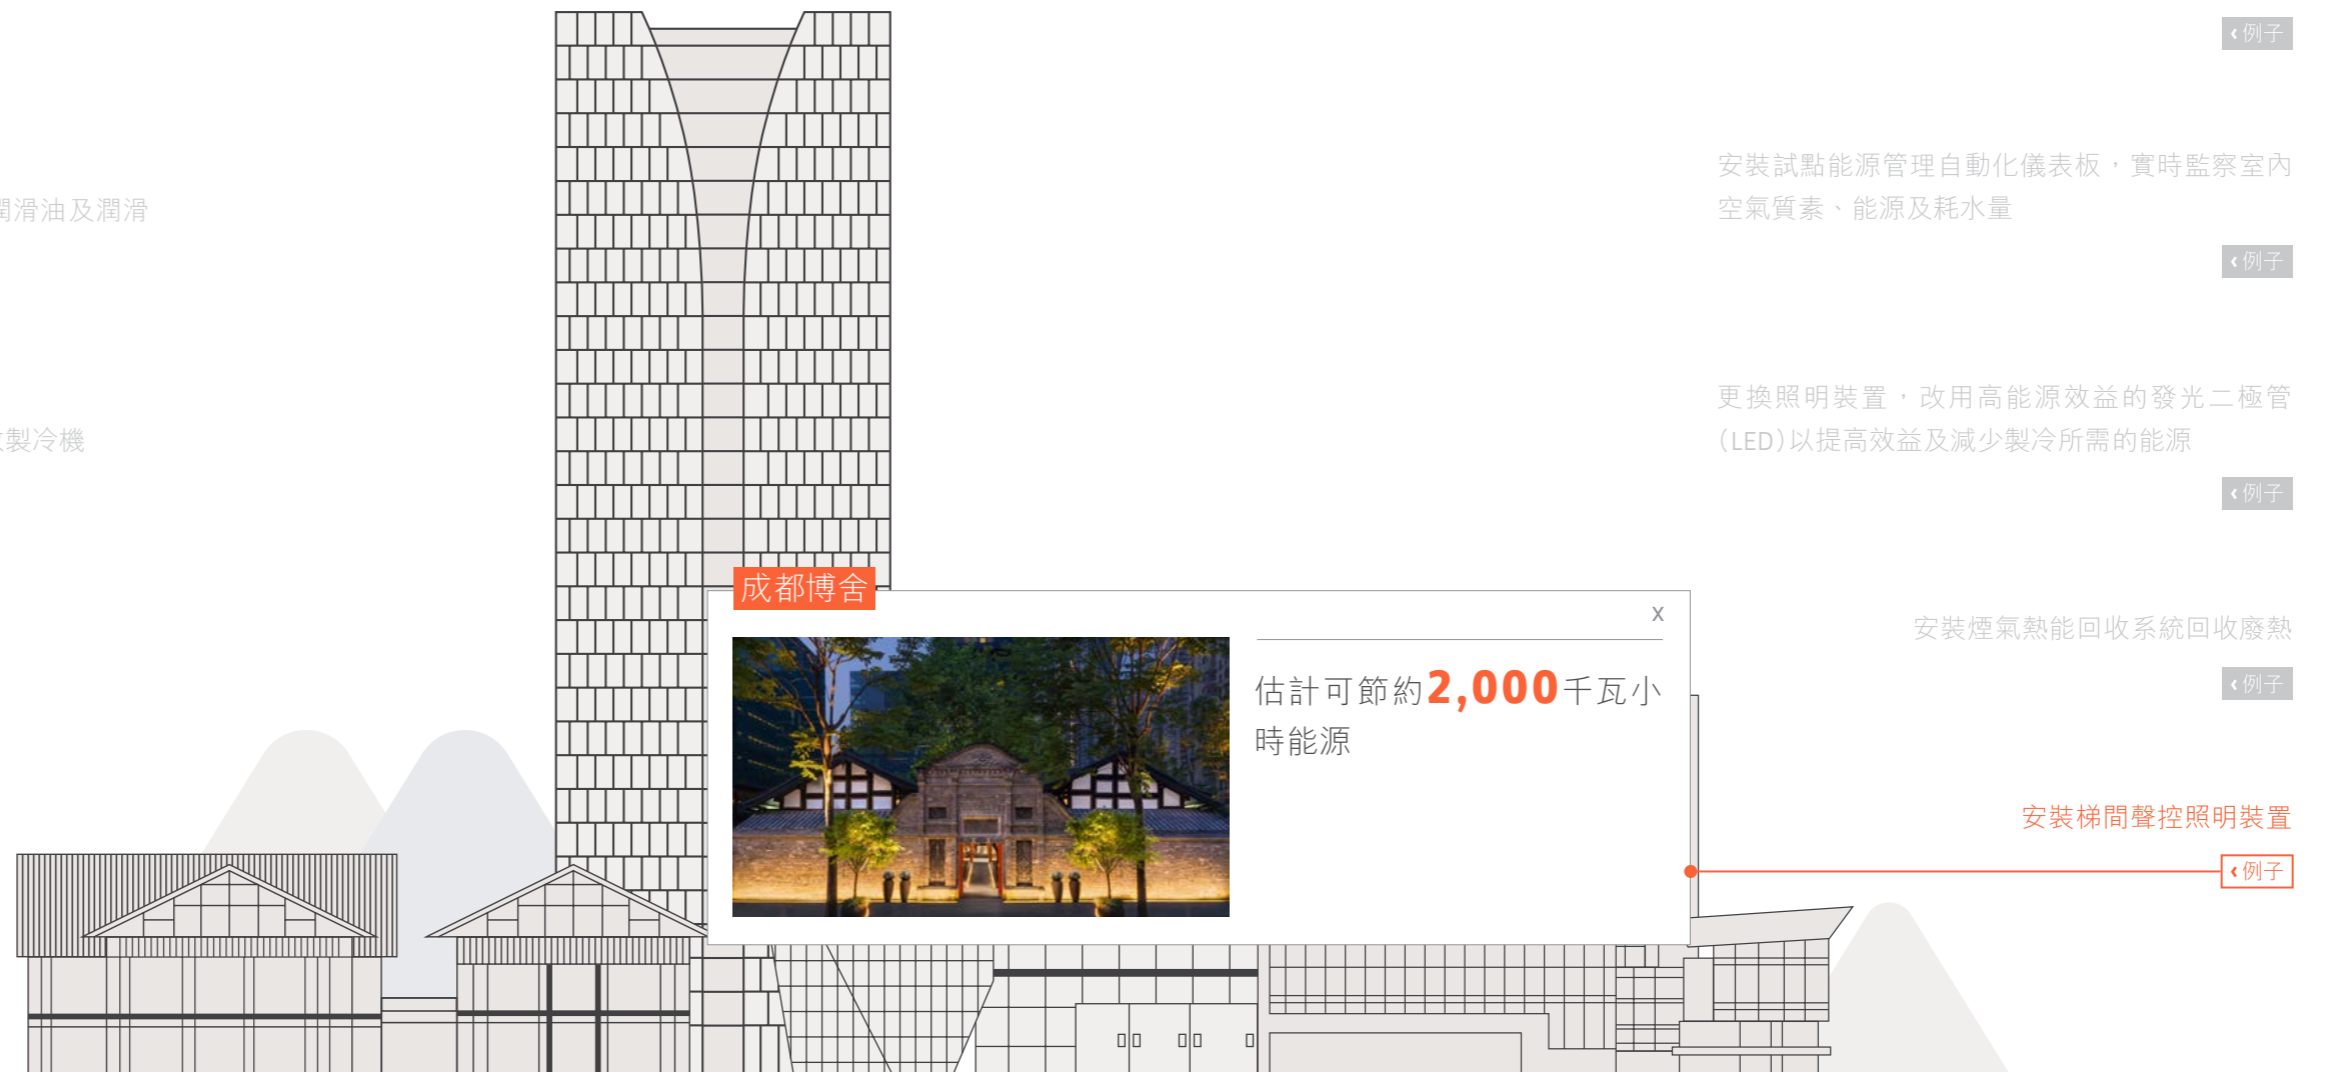 ‹ 例子
安裝試點能源管理自動化儀表板，實時監察室內
空氣質素、能源及耗水量
‹ 例子
潤滑油及潤滑
更換照明裝置，改用高能源效益的發光二極管
(LED)以提高效益及減少製冷所需的能源
‹ 例子
製冷機
成都博舍
x
估計可節約2,000千瓦小
時能源
安裝煙氣熱能回收系統回收廢熱
‹ 例子
安裝梯間聲控照明裝置
‹ 例子